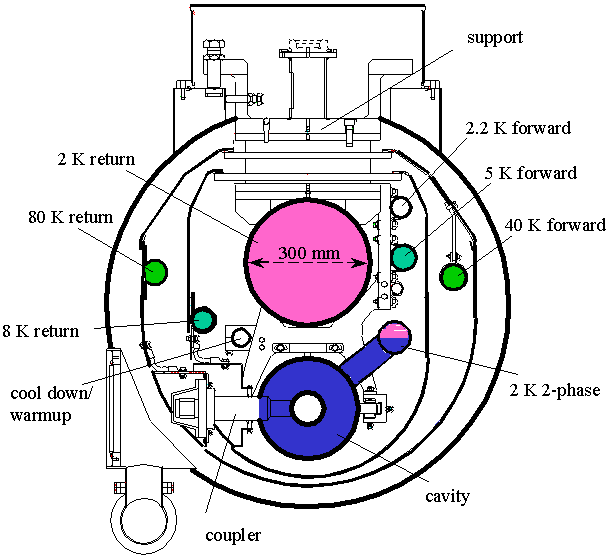 support
2.2 K forward
2 K return
5 K forward
80 K return
40 K forward
300 mm
8 K return
cool down/
warmup
2 K 2-phase
cavity
coupler